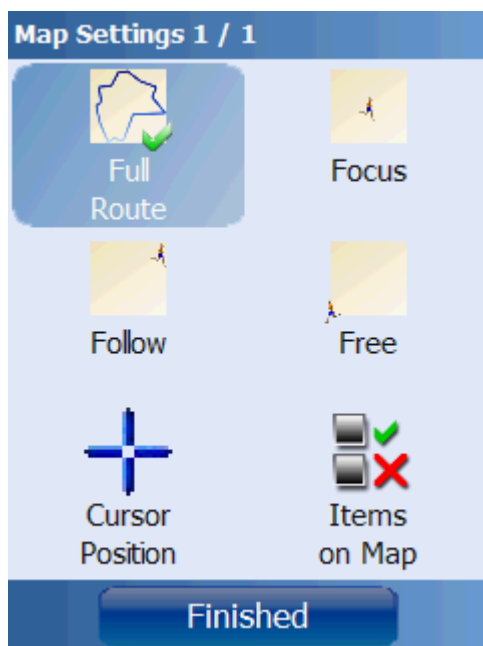 Map Settings 1 / 1
Full
Route
Focus
Follow
Free
Cursor
Position
Items
on Map
Finished